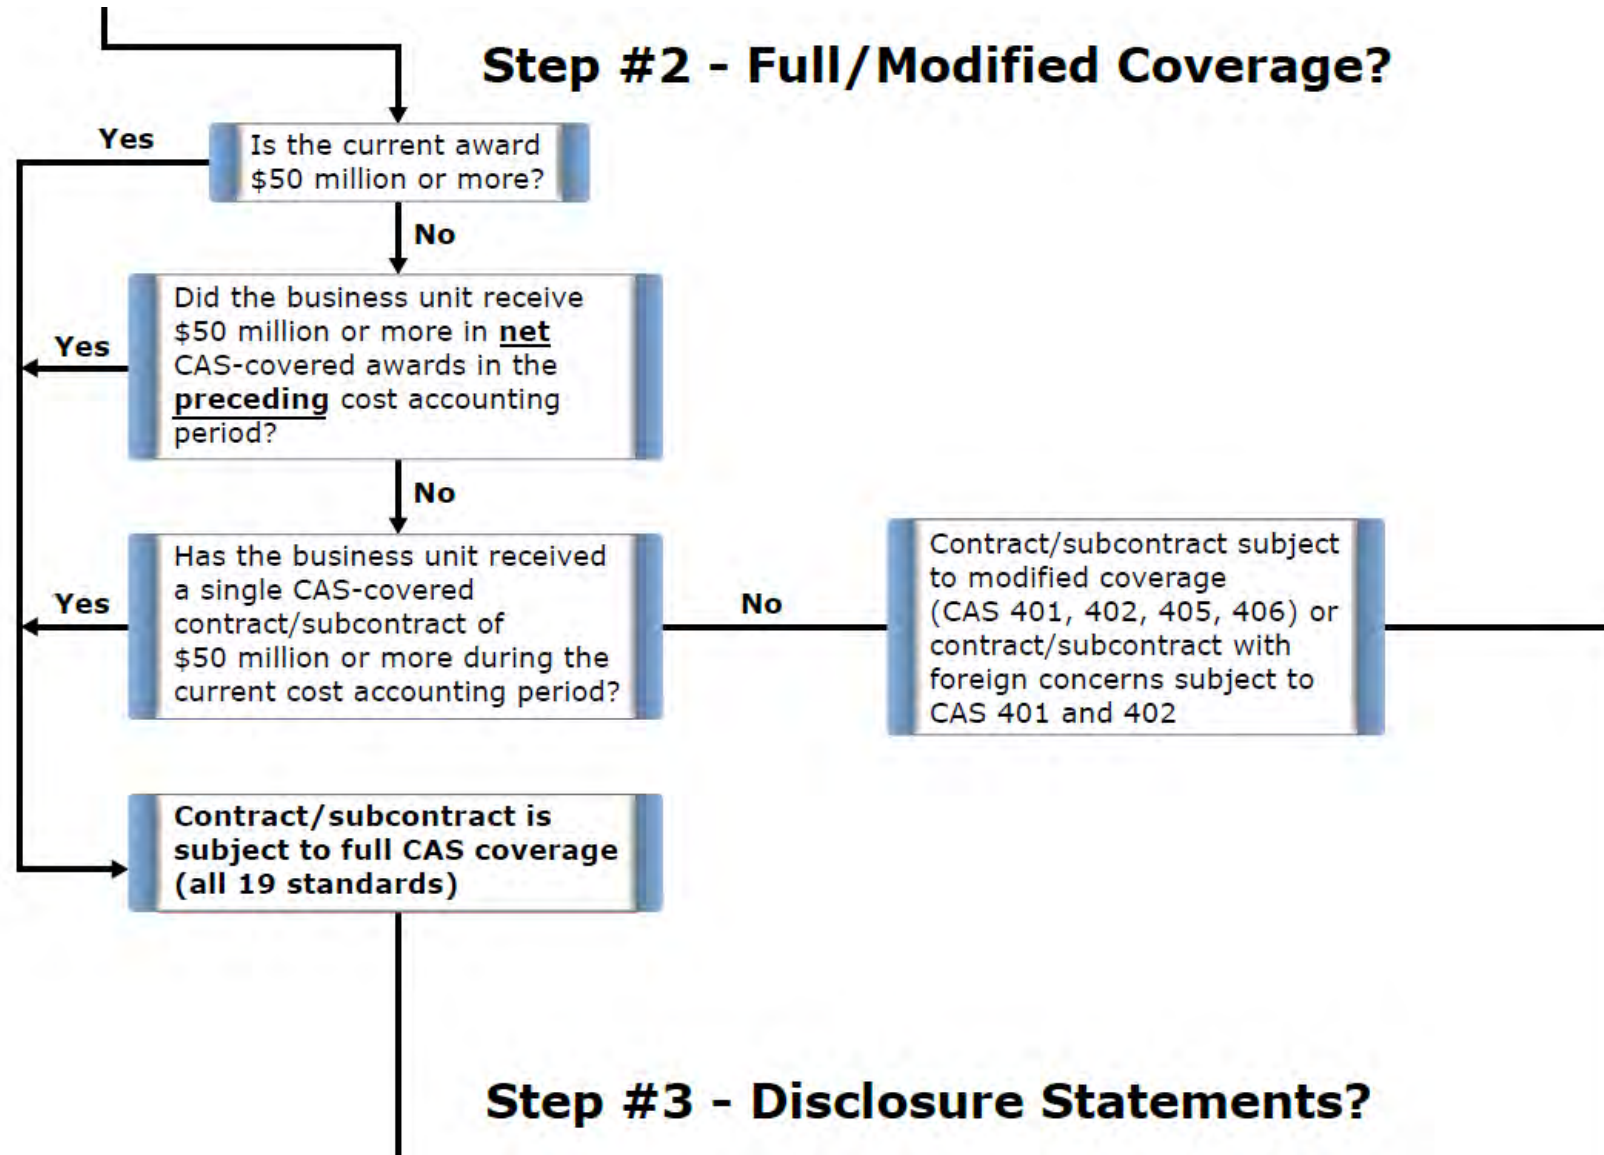 Step #2 - Full/Modified Coverage?
Yes
Is the current award
$50 million or more?
No
Did the business unit receive
$50 million or more in net
CAS-covered awards in the
preceding cost accounting
period?
Yes
No
Has the business unit received
a single CAS-covered
contract/subcontract of
$50 million or more during the
current cost accounting period?
Yes
No
Contract/subcontract subject
to modified coverage
(CAS 401, 402, 405, 406) or
contract/subcontract with
foreign concerns subject to
CAS 401 and 402
Contract/subcontract is
subject to full CAS coverage
(all 19 standards)
Step #3 - Disclosure Statements?